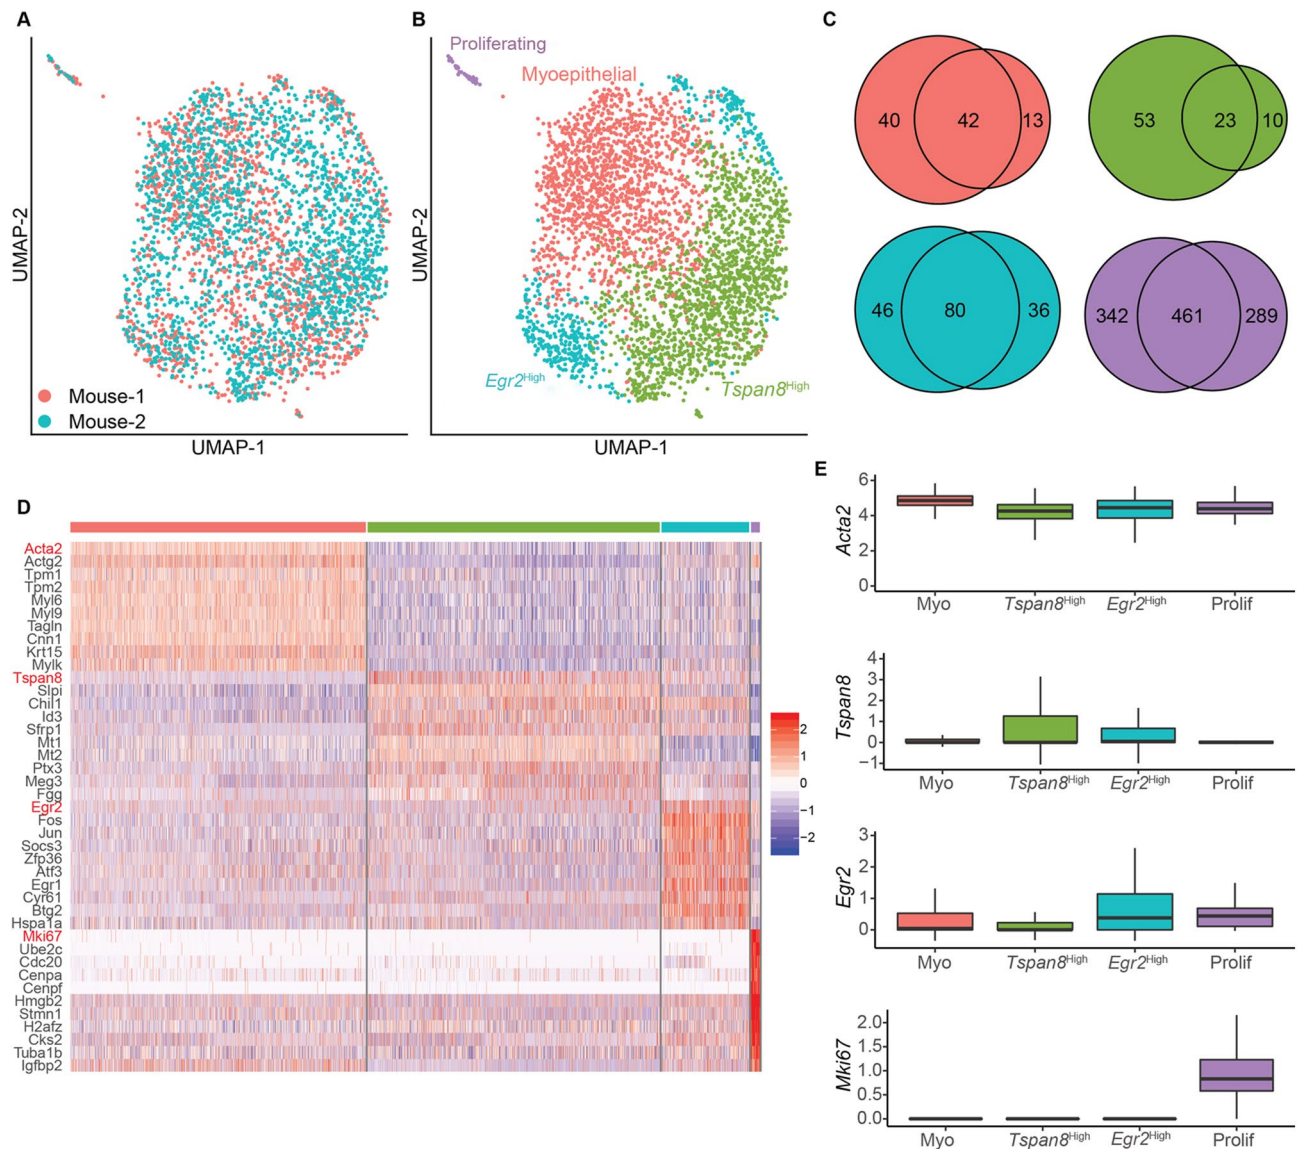 A
UMAP-2
Mouse-1
Mouse-2
UMAP-1
B
Proliferating
Myoepithelial
UMAP-2
Egr2High
Tspan8High
UMAP-1
C
40 42 13
53 23 10
46 80 36
342 461 289
D
Acta2
Actg2
Tpm1
Tpm2
Myl6
Myl9
Tagln
Cnn1
Krt15
Mylk
Tspan8
Slpi
Chil1
Id3
Sfrp1
Mt1
Mt2
Ptx3
Meg3
Fgg
Egr2
Fos
Jun
Socs3
Zfp36
Atf3
Egr1
Cyr61
Btg2
Hspa1a
Mki67
Ube2c
Cdc20
Cenpa
Cenpf
Hmgb2
Stmn1
H2afz
Cks2
Tuba1b
Igfbp2
2
1
0
−1
−2
E
Acta2
6
4
2
0
Myo Tspan8High Egr2High Prolif
Tspan8
4
3
2
1
0
−1
Myo Tspan8High Egr2High Prolif
Egr2
3
2
1
0
Myo Tspan8High Egr2High Prolif
Mki67
2.0
1.5
1.0
0.5
0.0
Myo Tspan8High Egr2High Prolif